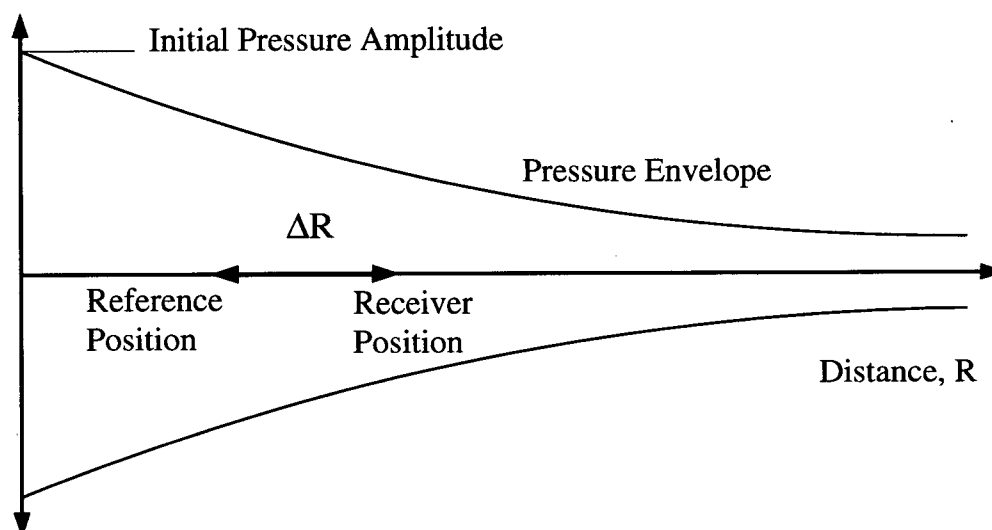 Initial Pressure Amplitude
Pressure Envelope
ΔR
Reference
Position
Receiver
Position
Distance, R